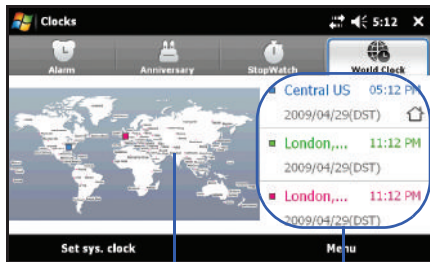 Clocks 5:12
Alarm Anniversary StopWatch World Clock
Central US 05:12 PM
2009/04/29(DST)
London,... 11:12 PM
2009/04/29(DST)
London,... 11:12 PM
2009/04/29(DST)
Set sys. clock Menu